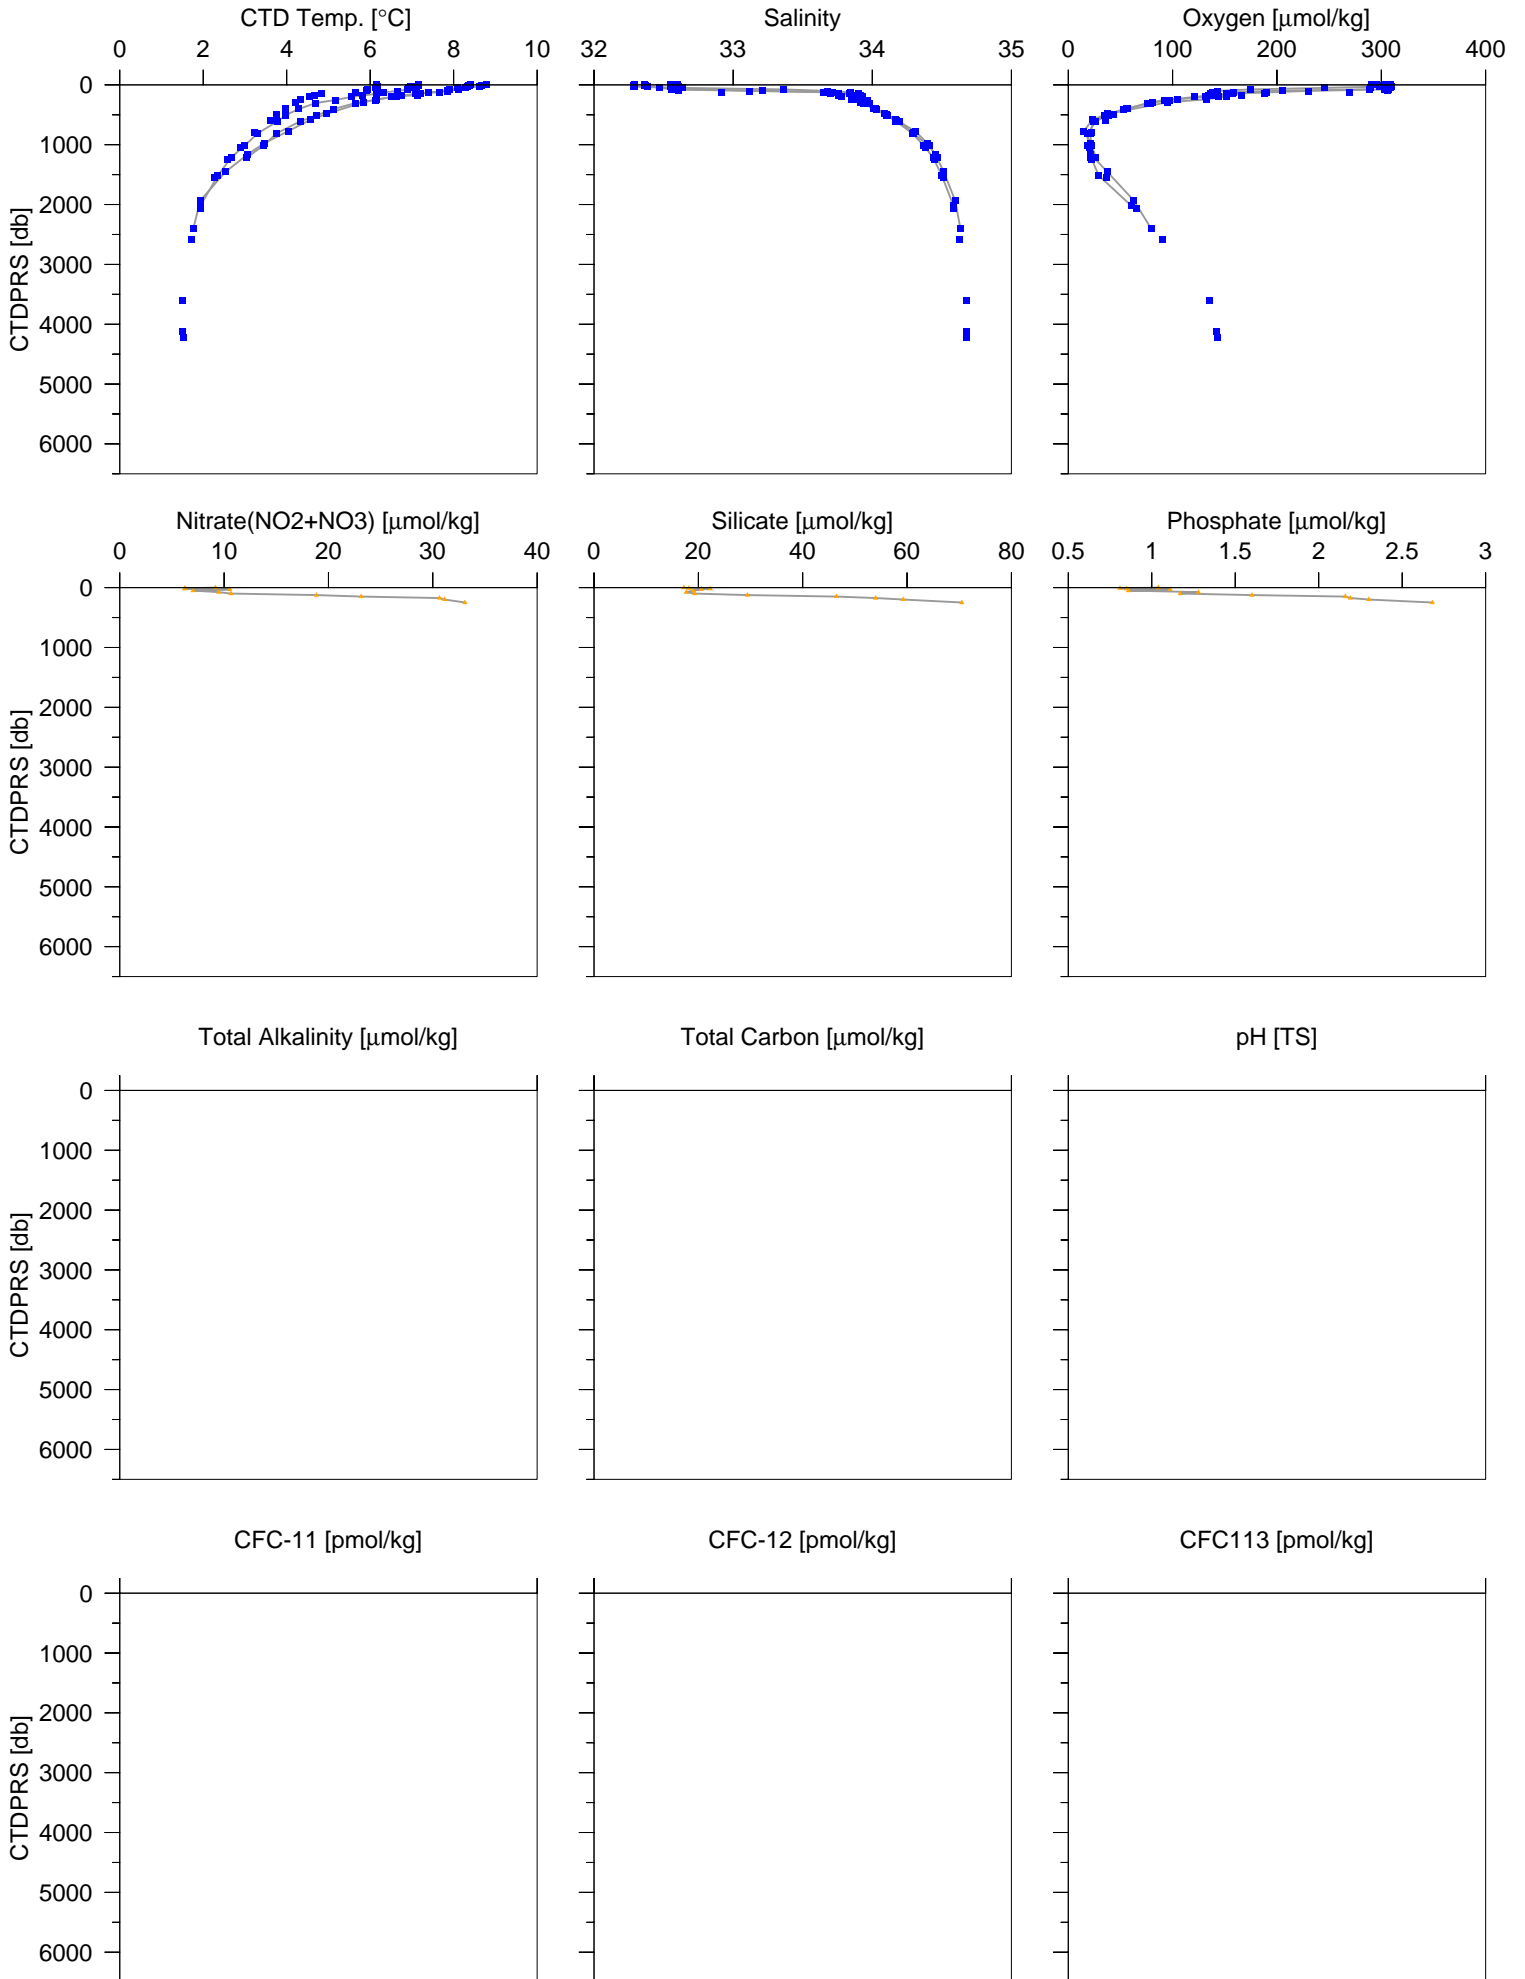 CTD Temp. [°C] Salinity Oxygen [µmol/kg]
0 2 4 6 8 10 32 33 34 35 0 100 200 300 400
0
1000
2000
3000
4000
5000
6000
CTDPRS [db]
Nitrate(NO2+NO3) [µmol/kg] Silicate [µmol/kg] Phosphate [µmol/kg]
0 10 20 30 40 0 20 40 60 80 0.5 1 1.5 2 2.5 3
0
1000
2000
3000
4000
5000
6000
CTDPRS [db]
Total Alkalinity [µmol/kg] Total Carbon [µmol/kg] pH [TS]
0
1000
2000
3000
4000
5000
6000
CTDPRS [db]
CFC-11 [pmol/kg] CFC-12 [pmol/kg] CFC113 [pmol/kg]
0
1000
2000
3000
4000
5000
6000
CTDPRS [db]